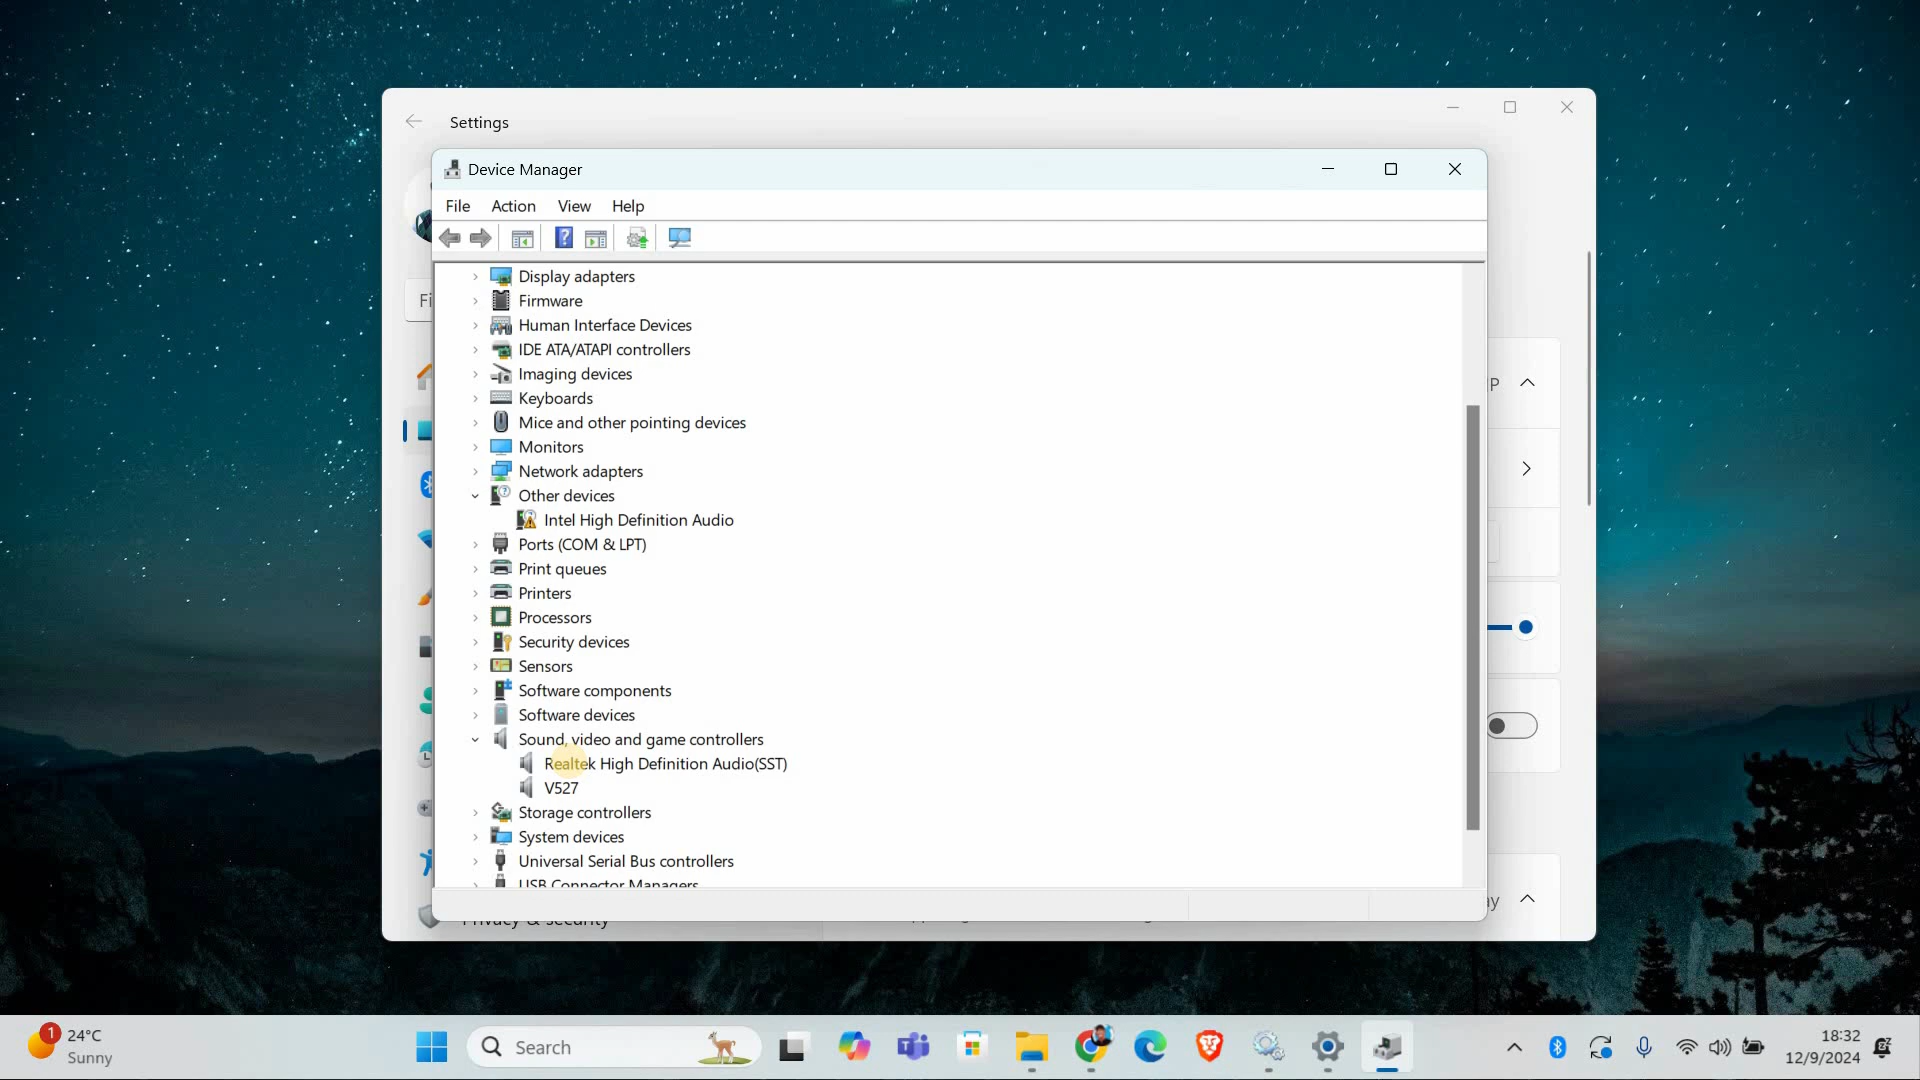 Settings
Device Manager
File Action View Help
Fi
Display adapters
Firmware
Human Interface Devices
IDE ATA/ATAPI controllers
Imaging devices
Keyboards
Mice and other pointing devices
Monitors
Network adapters
Other devices
Intel High Definition Audio
Ports (COM & LPT)
Print queues
Printers
Processors
Security devices
Sensors
Software components
Software devices
Sound, video and game controllers
Realtek High Definition Audio(SST)
V527
Storage controllers
System devices
Universal Serial Bus controllers
USB Connector Managers
P
ay
Privacy & security
1
24°C
Sunny
Search
18:32
12/9/2024